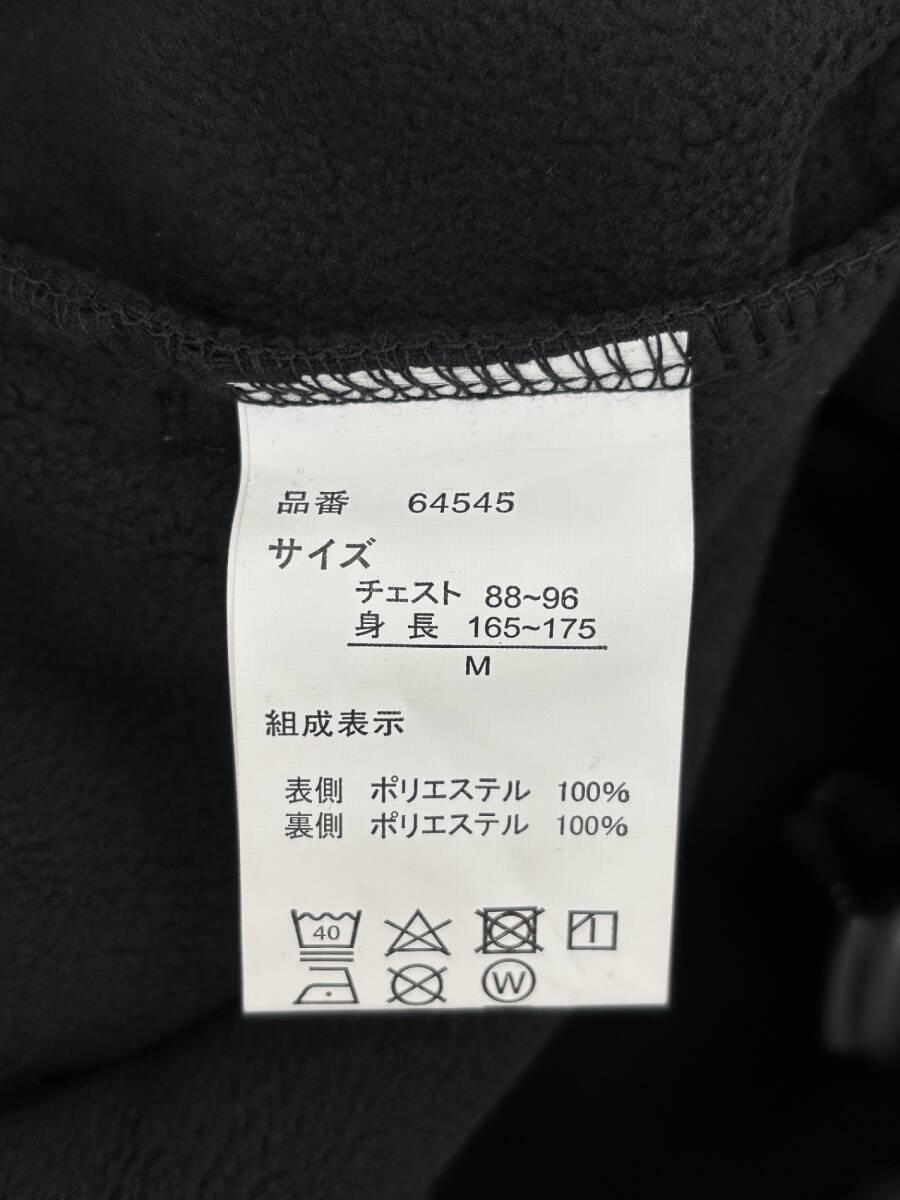 品番 64545
サイズ
チェスト 88~96
身長 165~175
M
組成表示
表側 ポリエステル 100%
裏側 ポリエステル 100%
40
W